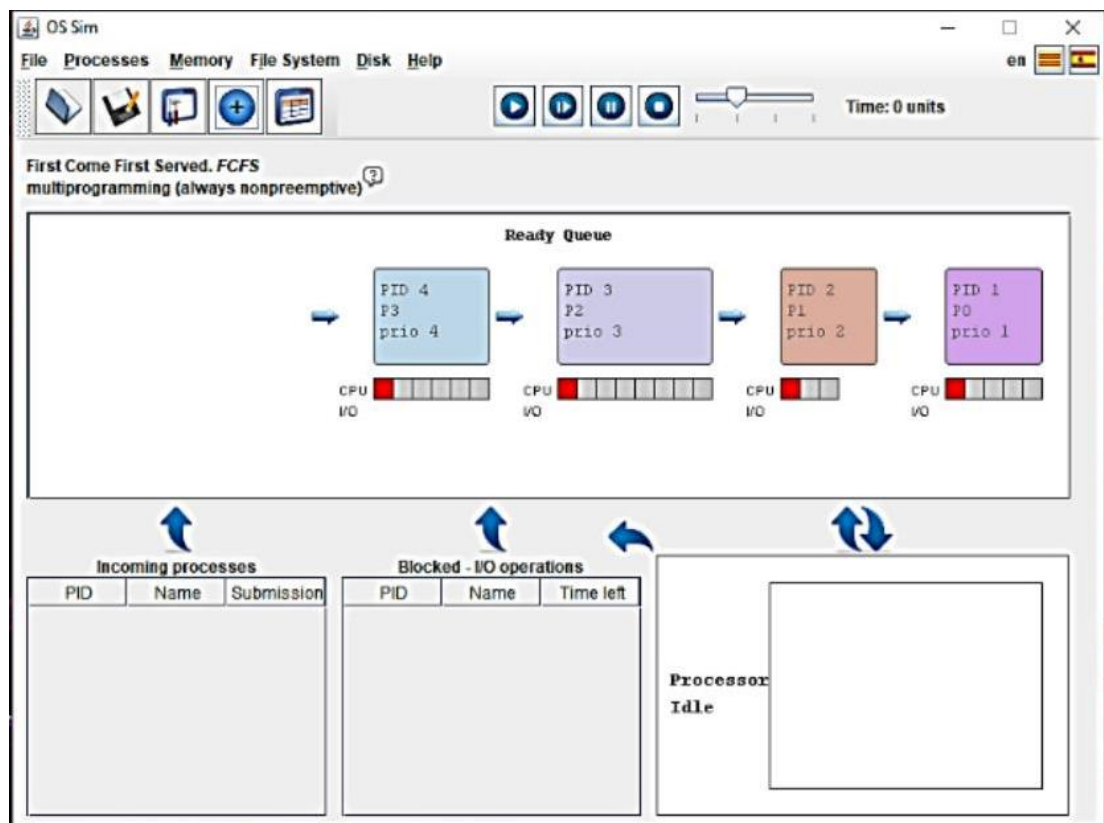 OS Sim
File Processes Memory File System Disk Help en
Time: 0 units
First Come First Served. FCFS
multiprogramming (always nonpreemptive)
Ready Queue
PID 4
P3
prio 4
CPU
I/O
PID 3
P2
prio 3
CPU
I/O
PID 2
P1
prio 2
CPU
I/O
PID 1
P0
prio 1
CPU
I/O
Incoming processes
PID Name Submission
Blocked - I/O operations
PID Name Time left
Processor
Idle